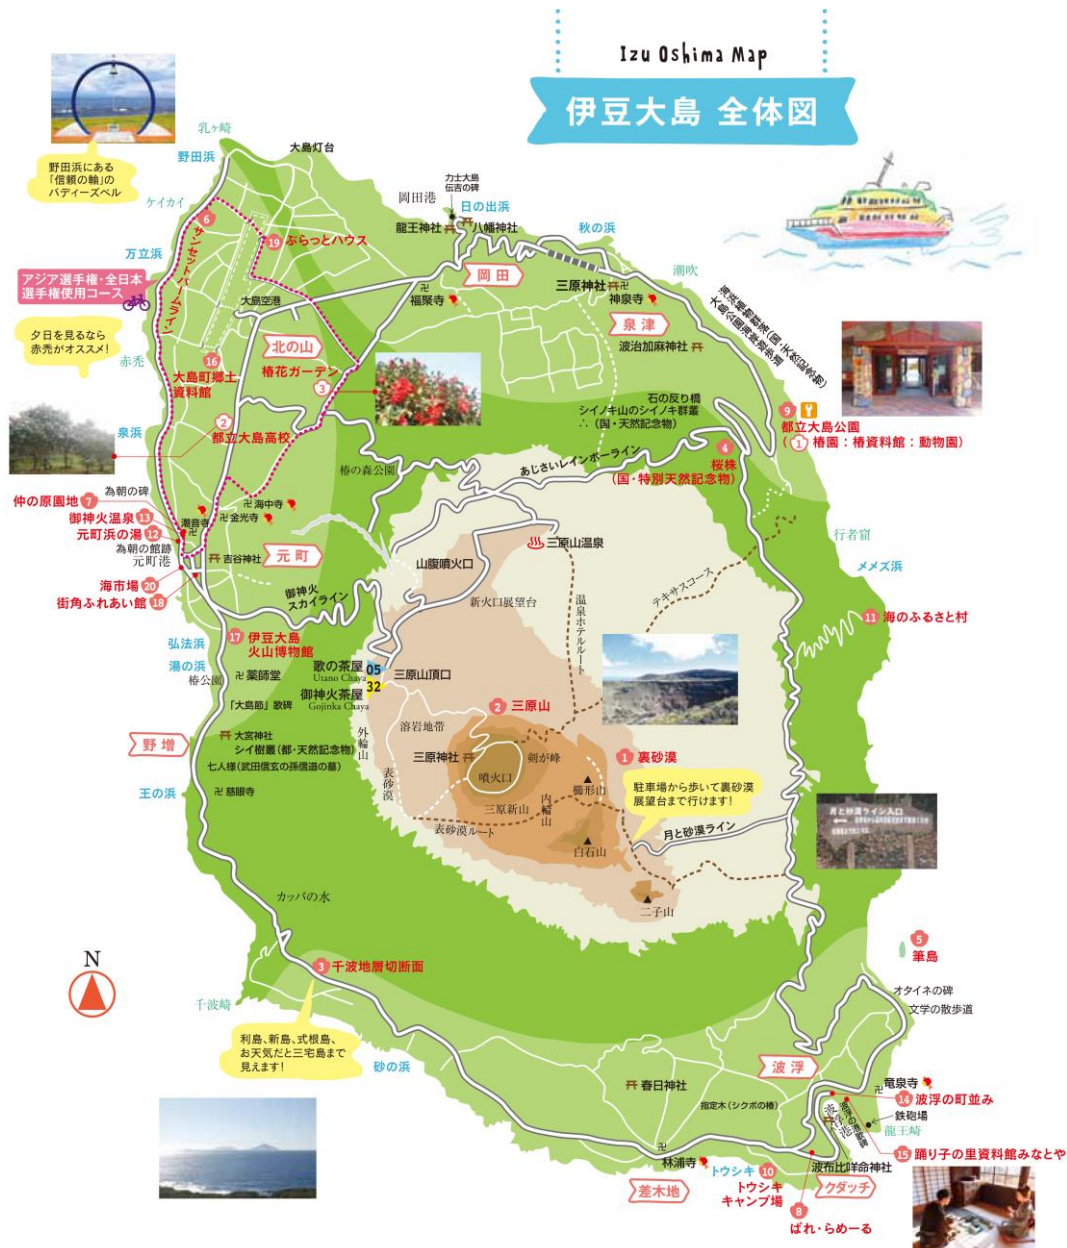 Izu Oshima Map
伊豆大島 全体図
野田浜にある
「信頼の輪」の
バディーズベル
乳ヶ崎
野田浜
大島灯台
ケイカイ
6
サンセットパームライン
19
ぶらっとハウス
万立浜
アジア選手権・全日本
選手権使用コース
夕日を見るなら
赤禿がオススメ!
赤禿
大島空港
16
大島町郷土
資料館
北の山
椿花ガーデン
3
2
都立大島高校
泉浜
岡田港
力士大島
伝吉の碑
日の出浜
龍王神社
八幡神社
岡田
福聚寺
秋の浜
潮吹
三原神社
神泉寺
泉津
波治加麻神社
海浜植物群落(国・天然記念物)
大島公園海岸遊歩道
石の反り橋
シイノキ山のシイノキ群叢
∴(国・天然記念物)
9
都立大島公園
(1 椿園:椿資料館:動物園)
4
桜株
(国・特別天然記念物)
あじさいレインボーライン
椿の森公園
仲の原園地 7
為朝の碑
御神火温泉 13
元町浜の湯 12
為朝の館跡
元町港
潮音寺
海中寺
金光寺
吉谷神社
元町
海市場 20
街角ふれあい館 18
御神火
スカイライン
弘法浜
17
伊豆大島
火山博物館
湯の浜
椿公園
薬師堂
「大島節」歌碑
歌の茶屋 05
Utano Chaya
御神火茶屋 32
Gojinka Chaya
三原山頂口
山腹噴火口
三原山温泉
新火口展望台
温泉ホテルルート
テキサスコース
行者窟
メメズ浜
11
海のふるさと村
野増
大宮神社
シイ樹叢(都・天然記念物)
七人様(武田信玄の孫信道の墓)
王の浜
慈眼寺
外輪山
表砂漠
溶岩地帯
2
三原山
三原神社
噴火口
剣が峰
三原新山
内輪山
表砂漠ルート
櫛形山
白石山
二子山
1
裏砂漠
駐車場から歩いて裏砂漠
展望台まで行けます!
月と砂漠ライン
月と砂漠ライン入口
カッパの水
N
3
千波地層切断面
千波崎
利島、新島、式根島、
お天気だと三宅島まで
見えます!
砂の浜
5
筆島
オタイネの碑
文学の散歩道
波浮
春日神社
指定木(シクボの椿)
竜泉寺
14
波浮の町並み
鉄砲場
龍王崎
波浮港
波浮の港歌碑
15
踊り子の里資料館みなとや
波布比咩命神社
林浦寺
差木地
トウシキ
10
トウシキ
キャンプ場
クダッチ
8
ぱれ・らめーる